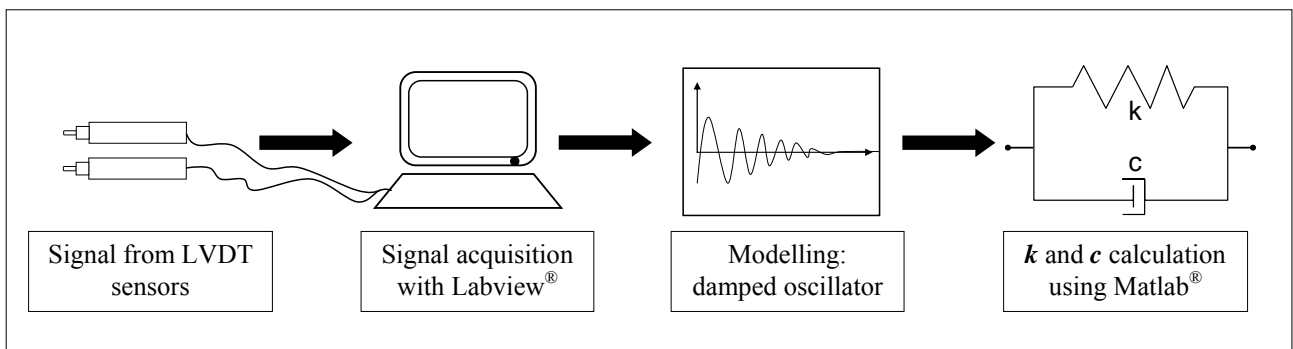 k
c
Signal from LVDT
sensors
Signal acquisition
with Labview®
Modelling:
damped oscillator
k and c calculation
using Matlab®